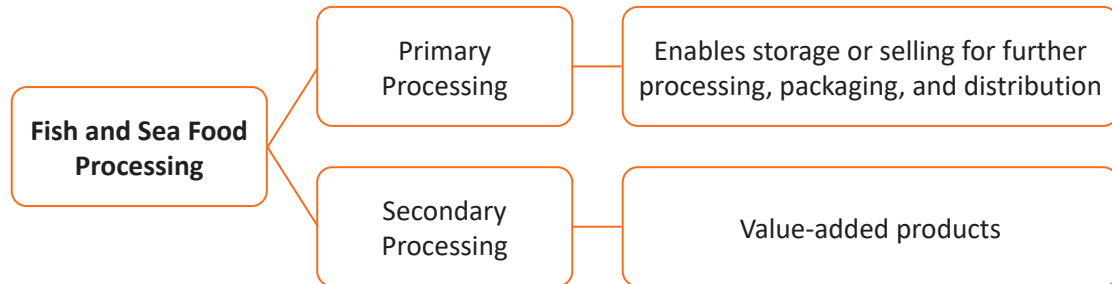 Fish and Sea Food
Processing
Primary
Processing
Enables storage or selling for further
processing, packaging, and distribution
Secondary
Processing
Value-added products